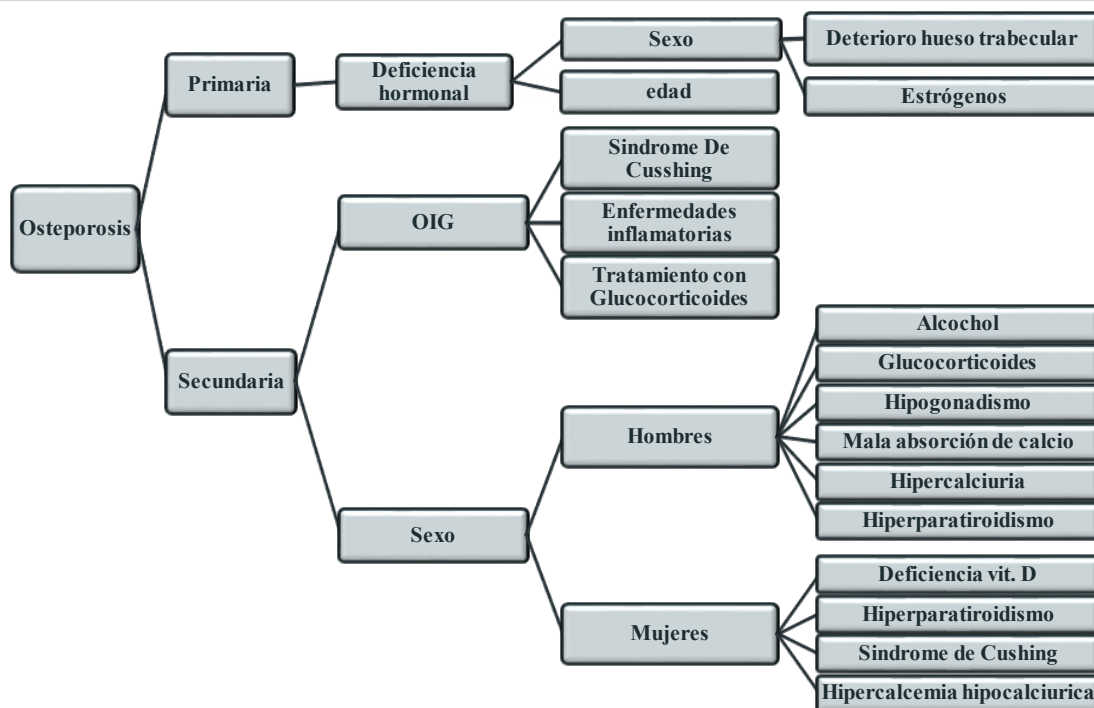 Osteporosis
Primaria
Deficiencia
hormonal
Sexo
Deterioro hueso trabecular
Estrógenos
edad
Secundaria
OIG
Sindrome De
Cusshing
Enfermedades
inflamatorias
Tratamiento con
Glucocorticoides
Sexo
Hombres
Alcochol
Glucocorticoides
Hipogonadismo
Mala absorción de calcio
Hipercalciuria
Hiperparatiroidismo
Mujeres
Deficiencia vit. D
Hiperparatiroidismo
Sindrome de Cushing
Hipercalcemia hipocalciurica